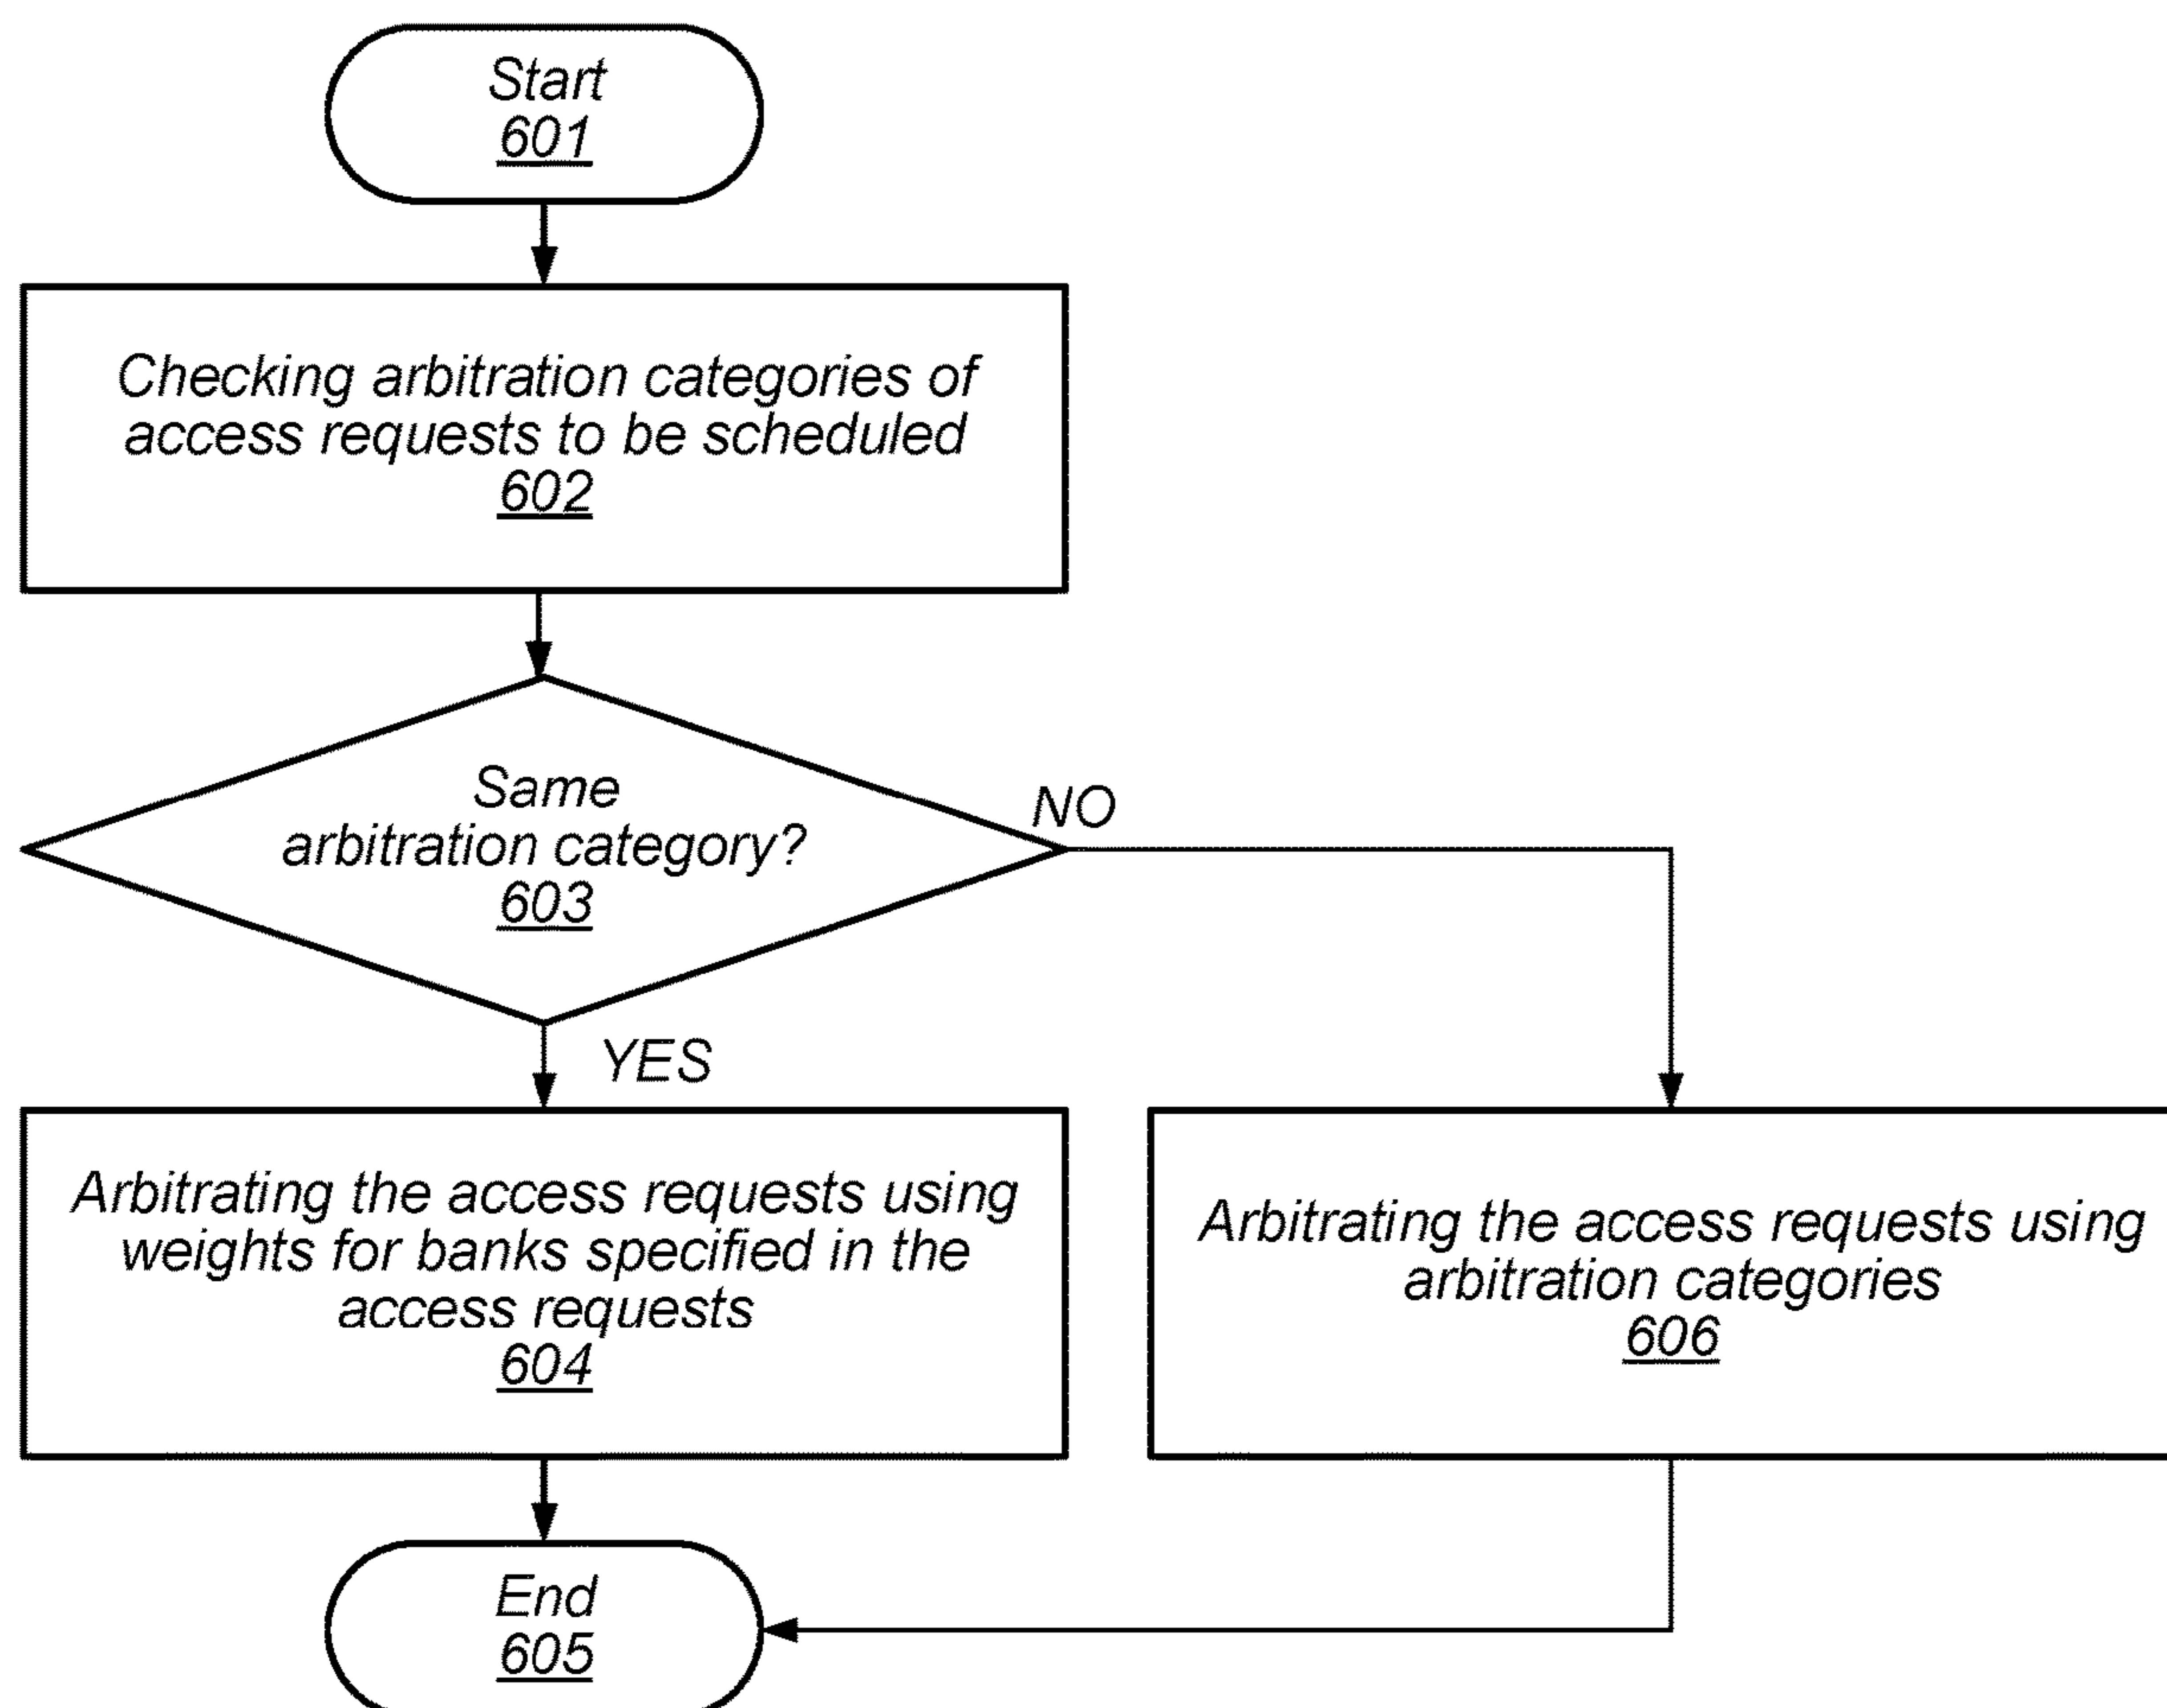 Start
601
Checking arbitration categories of
access requests to be scheduled
602
Same
arbitration category?
603
NO
YES
Arbitrating the access requests using
weights for banks specified in the
access requests
604
Arbitrating the access requests using
arbitration categories
606
End
605